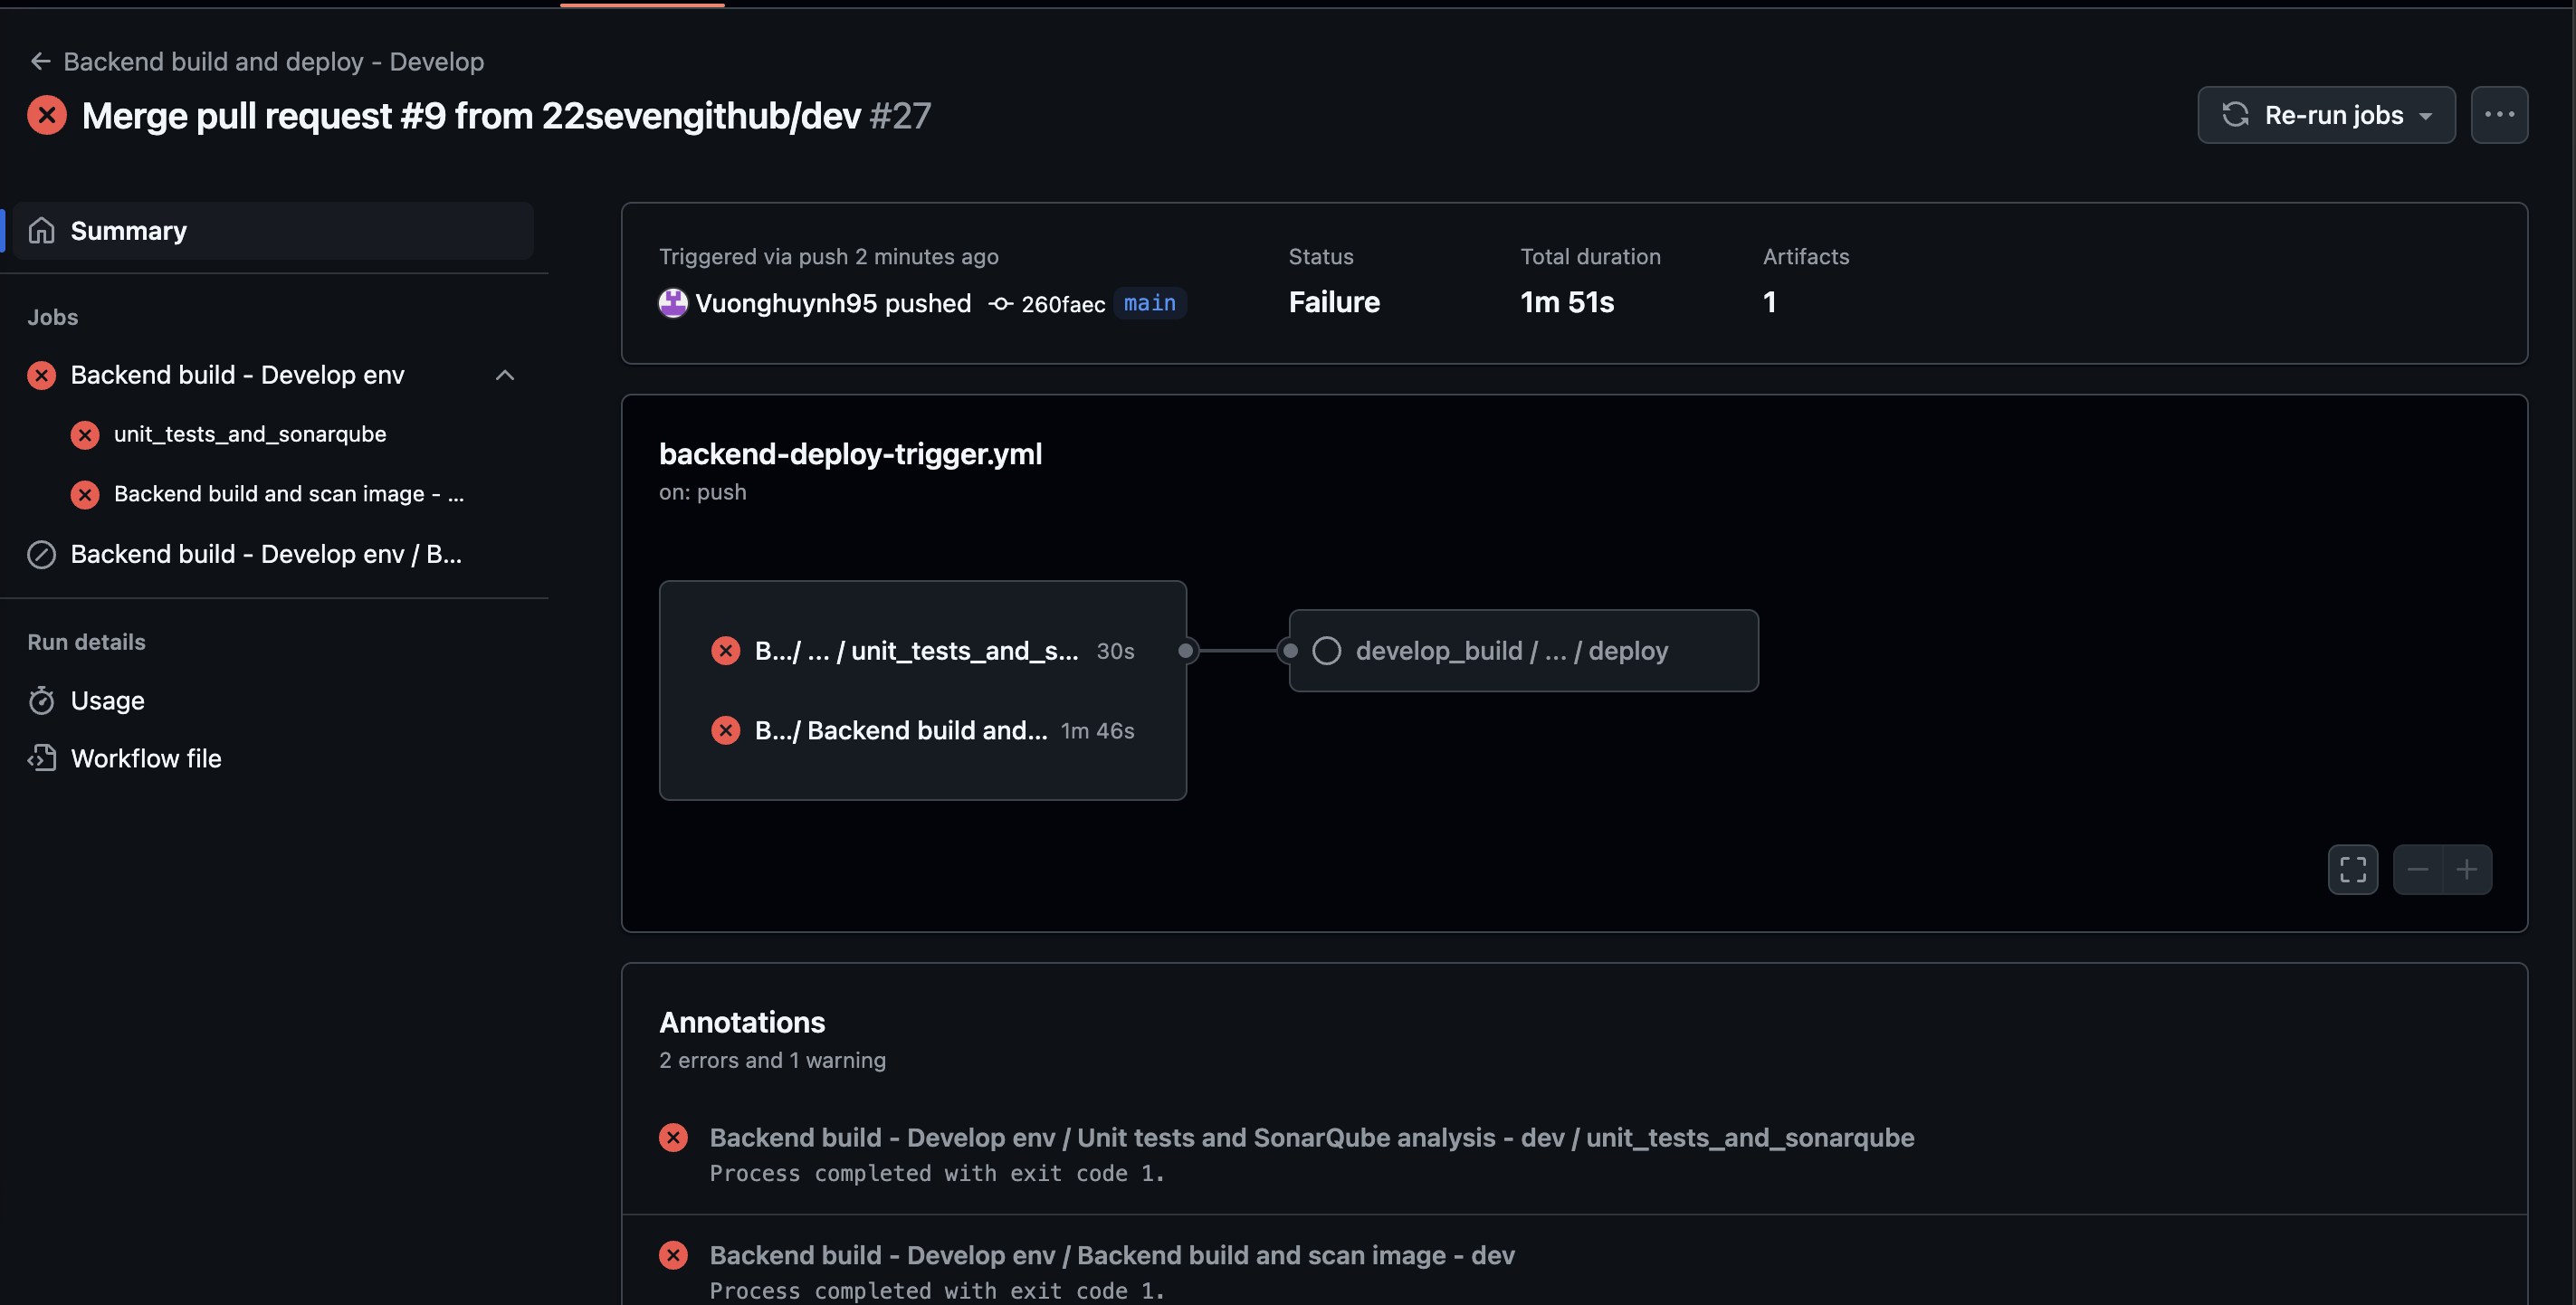 Backend build and deploy - Develop
Merge pull request #9 from 22sevengithub/dev #27
Re-run jobs
Summary
Jobs
Backend build - Develop env
unit_tests_and_sonarqube
Backend build and scan image - ...
Backend build - Develop env / B...
Run details
Usage
Workflow file
Triggered via push 2 minutes ago
Vuonghuynh95 pushed 260faec main
Status
Failure
Total duration
1m 51s
Artifacts
1
backend-deploy-trigger.yml
on: push
B.../ ... / unit_tests_and_s... 30s
B.../ Backend build and... 1m 46s
develop_build / ... / deploy
Annotations
2 errors and 1 warning
Backend build - Develop env / Unit tests and SonarQube analysis - dev / unit_tests_and_sonarqube
Process completed with exit code 1.
Backend build - Develop env / Backend build and scan image - dev
Process completed with exit code 1.